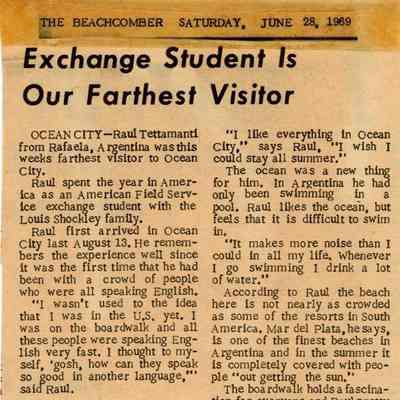 THE BEACHCOMBER SATURDAY, JUNE 28, 1969
Exchange Student Is
Our Farthest Visitor
OCEAN CITY—Raul Tettamanti
from Rafaela, Argentina was this
weeks farthest visitor to Ocean
City.
Raul spent the year in Amer-
ica as an American Field Serv-
ice exchange student with the
Louis Shockley family.
Raul first arrived in Ocean
City last August 13. He remem-
bers the experience well since
it was the first time that he had
been with a crowd of people
who were all speaking English.
"I wasn't used to the idea
that I was in the U.S. yet. I
was on the boardwalk and all
these people were speaking Eng-
lish very fast. I thought to my-
self, 'gosh, how can they speak
so good in another language,'"
said Raul.
"I like everything in Ocean
City," says Raul, "I wish I
could stay all summer."
The ocean was a new thing
for him. In Argentina he had
only been swimming in a
pool. Raul likes the ocean, but
feels that it is difficult to swim
in.
"It makes more noise than I
could in all my life. Whenever
I go swimming I drink a lot
of water."
According to Raul the beach
here is not nearly as crowded
as some of the resorts in South
America. Mar del Plata, he says,
is one of the finest beaches in
Argentina and in the summer it
is completely covered with peo-
ple "out getting the sun."
The boardwalk holds a fascina-